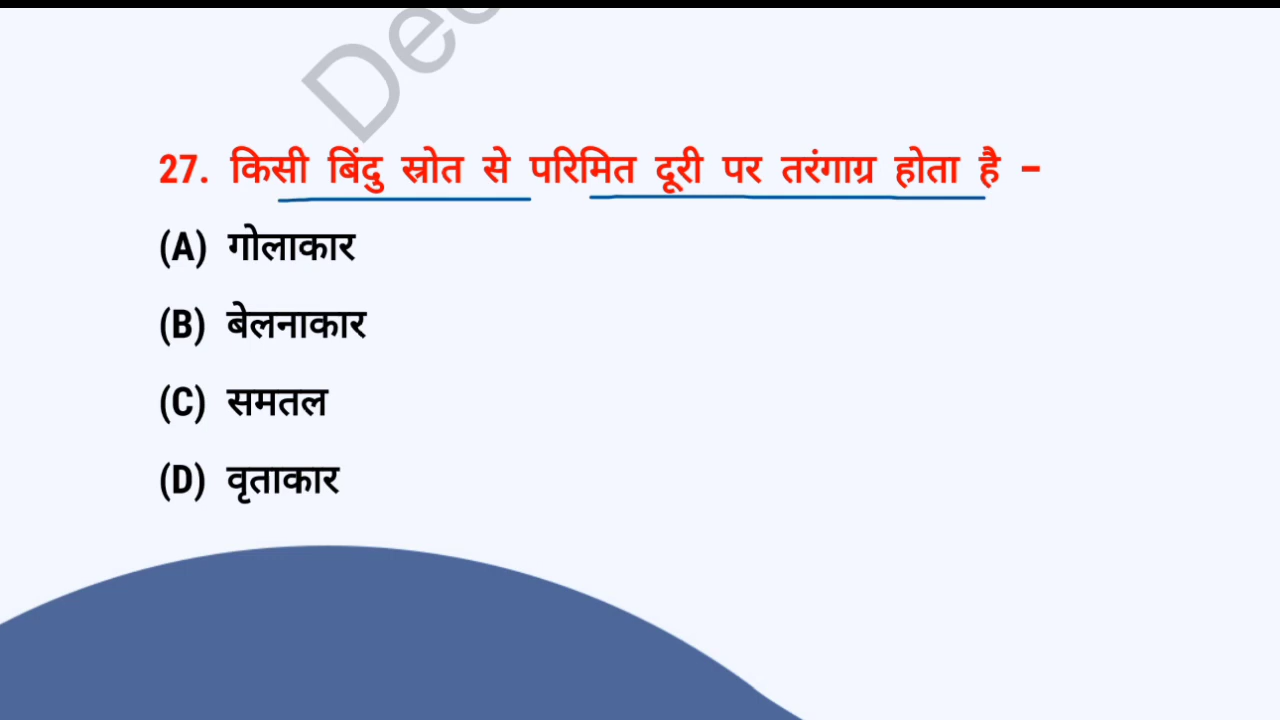 27. किसी बिंदु स्रोत से परिमित दूरी पर तरंगाग्र होता है –
(A) गोलाकार
(B) बेलनाकार
(C) समतल
(D) वृताकार